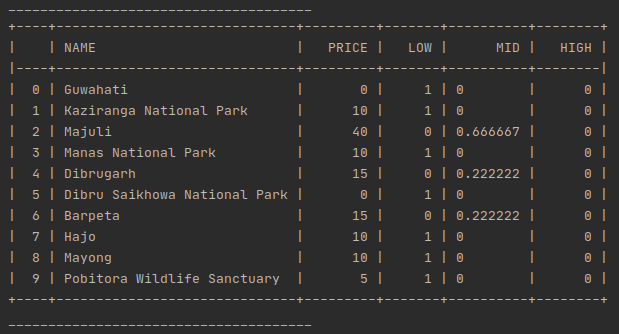 --------------------------------------
+----+------------------------------+---------+-------+----------+--------+
|    | NAME                         |   PRICE |   LOW |      MID |   HIGH |
|----+------------------------------+---------+-------+----------+--------|
|  0 | Guwahati                     |       0 |     1 | 0        |      0 |
|  1 | Kaziranga National Park      |      10 |     1 | 0        |      0 |
|  2 | Majuli                       |      40 |     0 | 0.666667 |      0 |
|  3 | Manas National Park          |      10 |     1 | 0        |      0 |
|  4 | Dibrugarh                    |      15 |     0 | 0.222222 |      0 |
|  5 | Dibru Saikhowa National Park |       0 |     1 | 0        |      0 |
|  6 | Barpeta                      |      15 |     0 | 0.222222 |      0 |
|  7 | Hajo                         |      10 |     1 | 0        |      0 |
|  8 | Mayong                       |      10 |     1 | 0        |      0 |
|  9 | Pobitora Wildlife Sanctuary  |       5 |     1 | 0        |      0 |
+----+------------------------------+---------+-------+----------+--------+
--------------------------------------